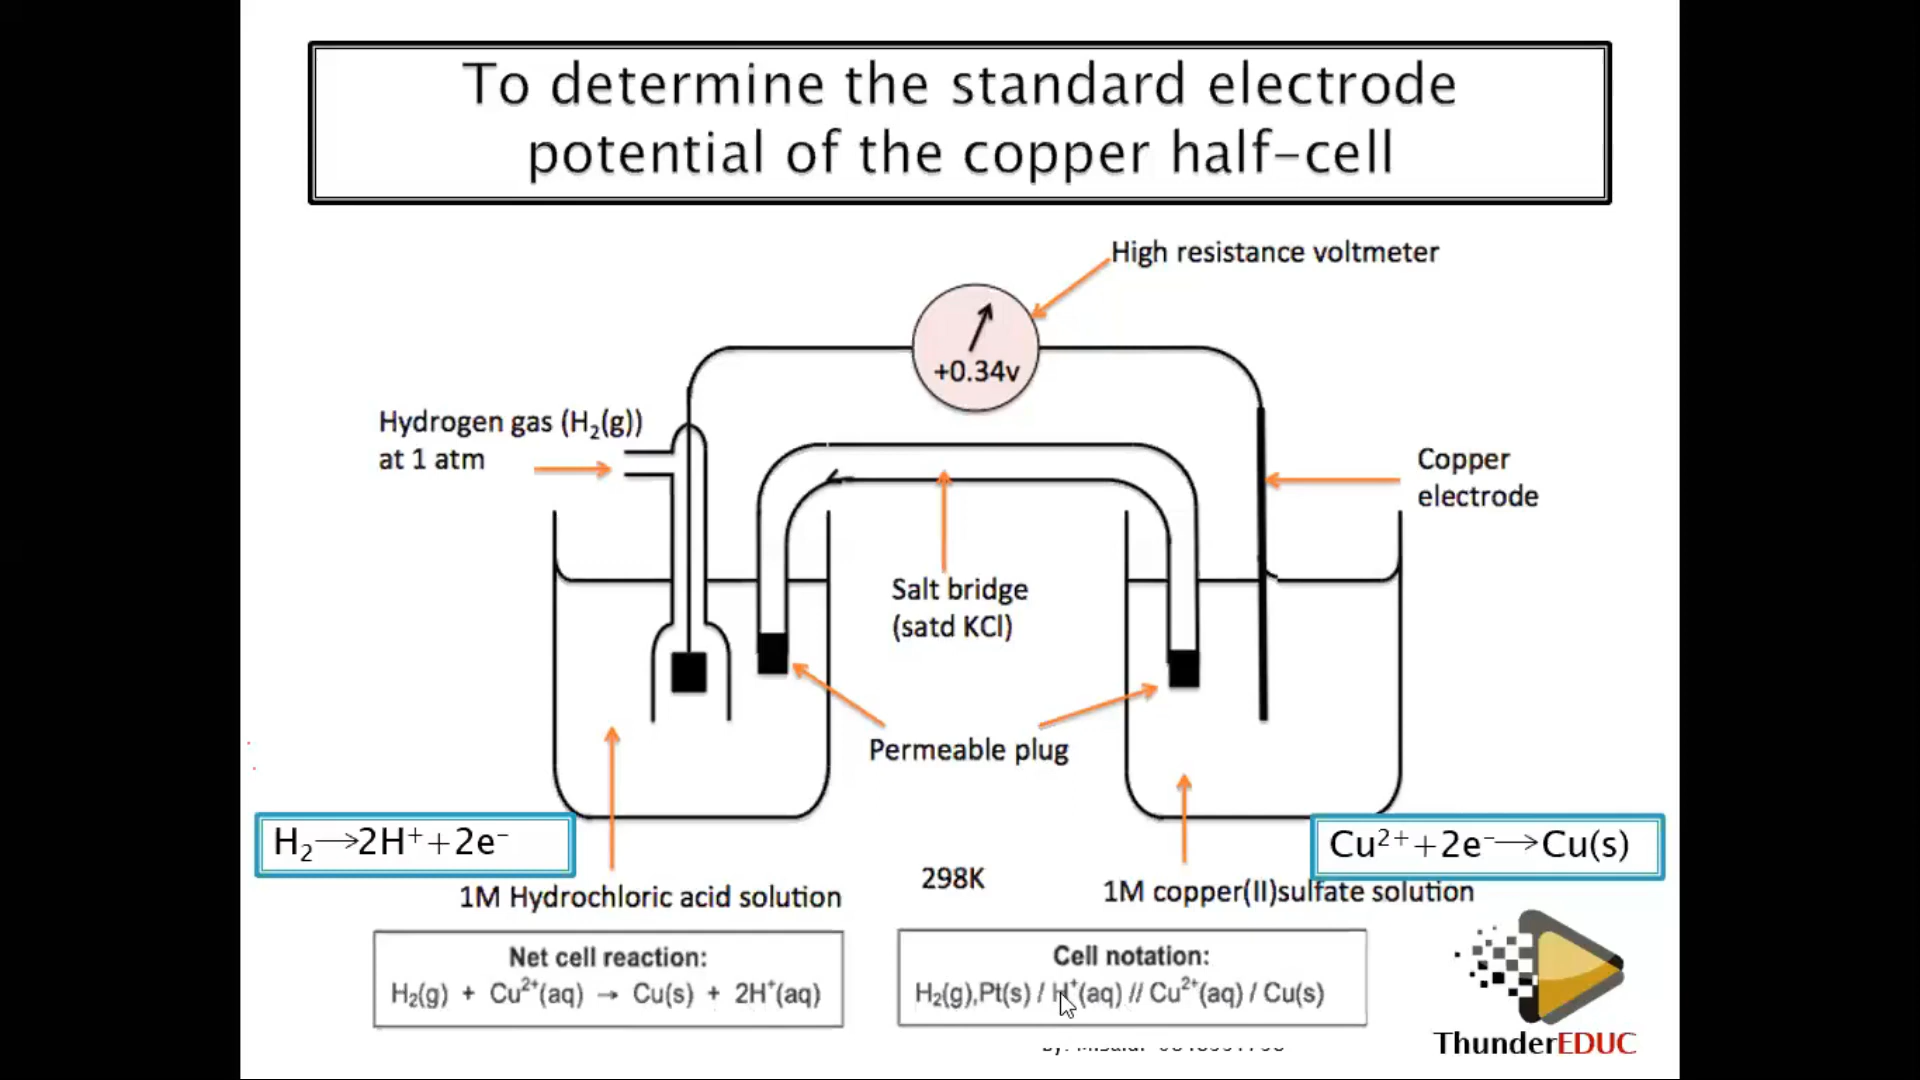 To determine the standard electrode
potential of the copper half-cell
High resistance voltmeter
+0.34v
Hydrogen gas (H₂(g))
at 1 atm
Copper
electrode
Salt bridge
(satd KCl)
Permeable plug
H₂→2H⁺+2e⁻
Cu²⁺+2e⁻→Cu(s)
298K
1M Hydrochloric acid solution
1M copper(II)sulfate solution
Net cell reaction:
H₂(g) + Cu²⁺(aq) → Cu(s) + 2H⁺(aq)
Cell notation:
H₂(g),Pt(s) / H⁺(aq) // Cu²⁺(aq) / Cu(s)
ThunderEDUC